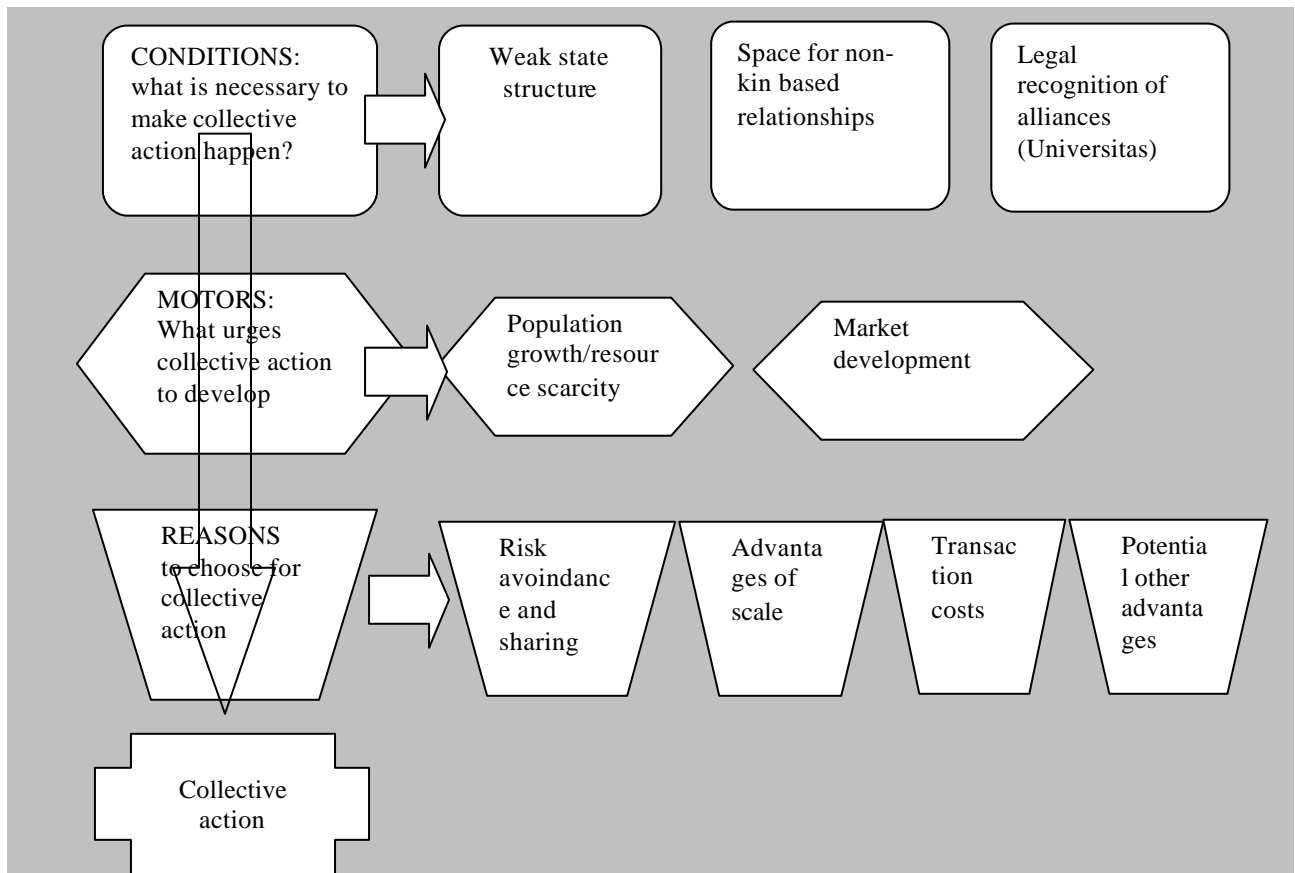 CONDITIONS:
what is necessary to
make collective
action happen?
Weak state
structure
Space for non-
kin based
relationships
Legal
recognition of
alliances
(Universitas)
MOTORS:
What urges
collective action
to develop
Population
growth/resour
ce scarcity
Market
development
REASONS
to choose for
collective
action
Risk
avoindanc
e and
sharing
Advanta
ges of
scale
Transac
tion
costs
Potentia
l other
advanta
ges
Collective
action